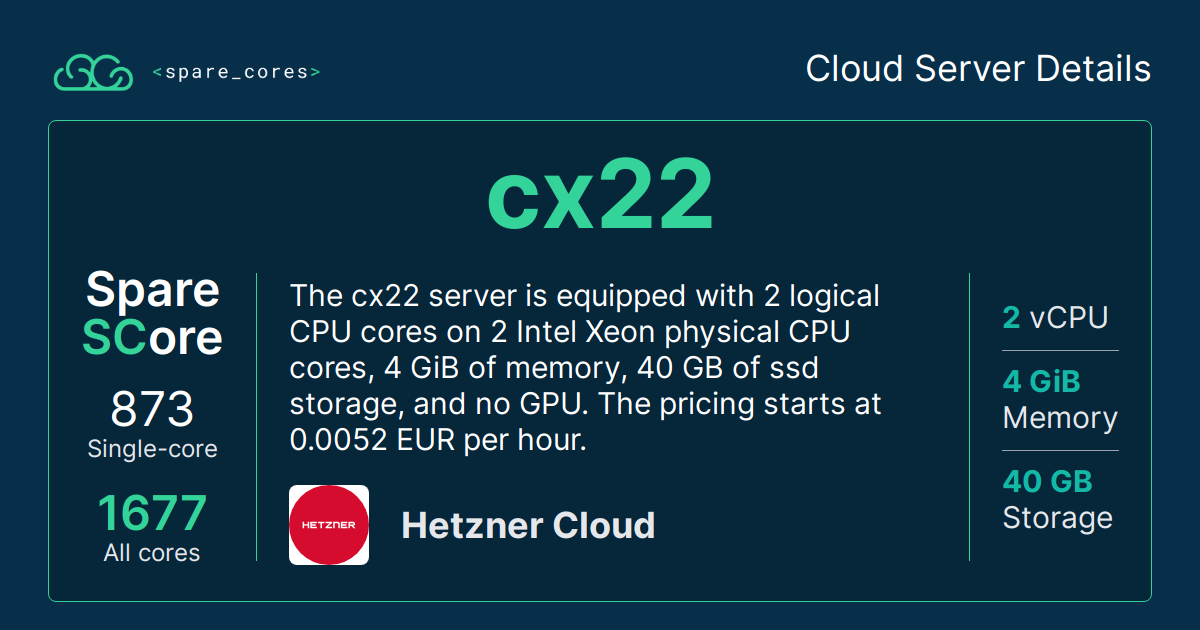 <spare_cores>
Cloud Server Details
cx22
Spare
SCore
873
Single-core
1677
All cores
The cx22 server is equipped with 2 logical
CPU cores on 2 Intel Xeon physical CPU
cores, 4 GiB of memory, 40 GB of ssd
storage, and no GPU. The pricing starts at
0.0052 EUR per hour.
HETZNER
Hetzner Cloud
2 vCPU
4 GiB
Memory
40 GB
Storage